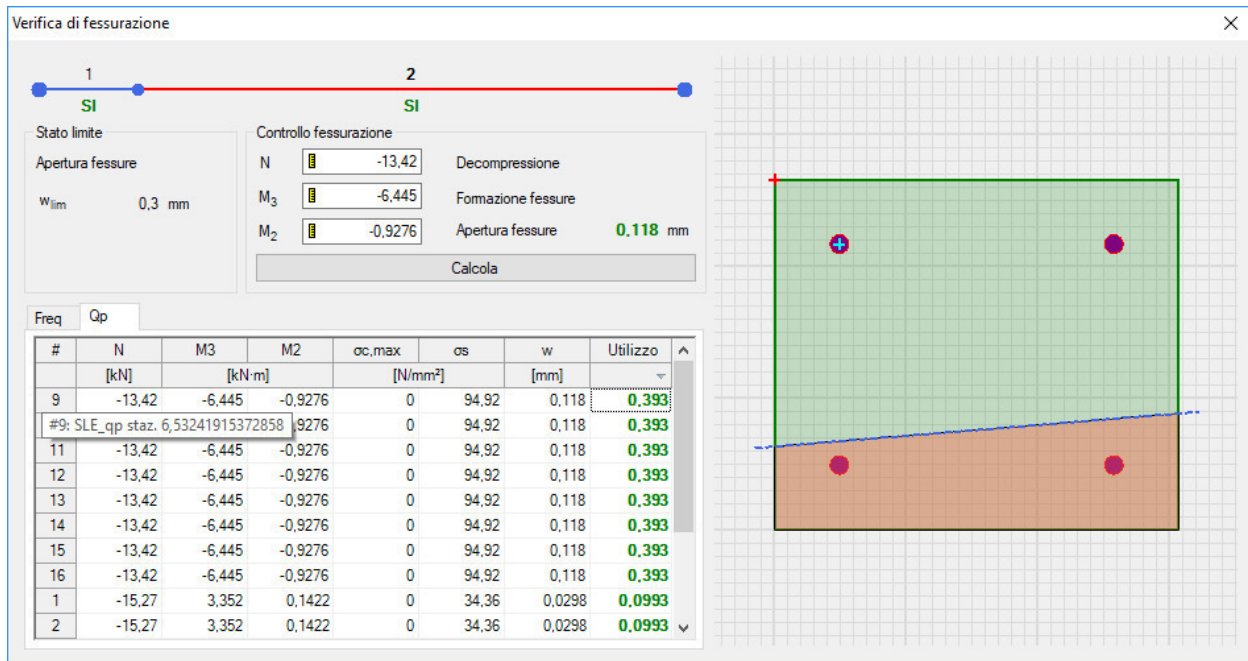 Verifica di fessurazione
1 2
SI SI
Stato limite
Apertura fessure
wlim 0,3 mm
Controllo fessurazione
N -13,42 Decompressione
M3 -6,445 Formazione fessure
M2 -0,9276 Apertura fessure 0,118 mm
Calcola
Freq Qp
# N M3 M2 σc,max σs w Utilizzo
[kN] [kN·m] [N/mm²] [mm]
9 -13,42 -6,445 -0,9276 0 94,92 0,118 0,393
#9: SLE_qp staz. 6,53241915372858 ,9276 0 94,92 0,118 0,393
11 -13,42 -6,445 -0,9276 0 94,92 0,118 0,393
12 -13,42 -6,445 -0,9276 0 94,92 0,118 0,393
13 -13,42 -6,445 -0,9276 0 94,92 0,118 0,393
14 -13,42 -6,445 -0,9276 0 94,92 0,118 0,393
15 -13,42 -6,445 -0,9276 0 94,92 0,118 0,393
16 -13,42 -6,445 -0,9276 0 94,92 0,118 0,393
1 -15,27 3,352 0,1422 0 34,36 0,0298 0,0993
2 -15,27 3,352 0,1422 0 34,36 0,0298 0,0993